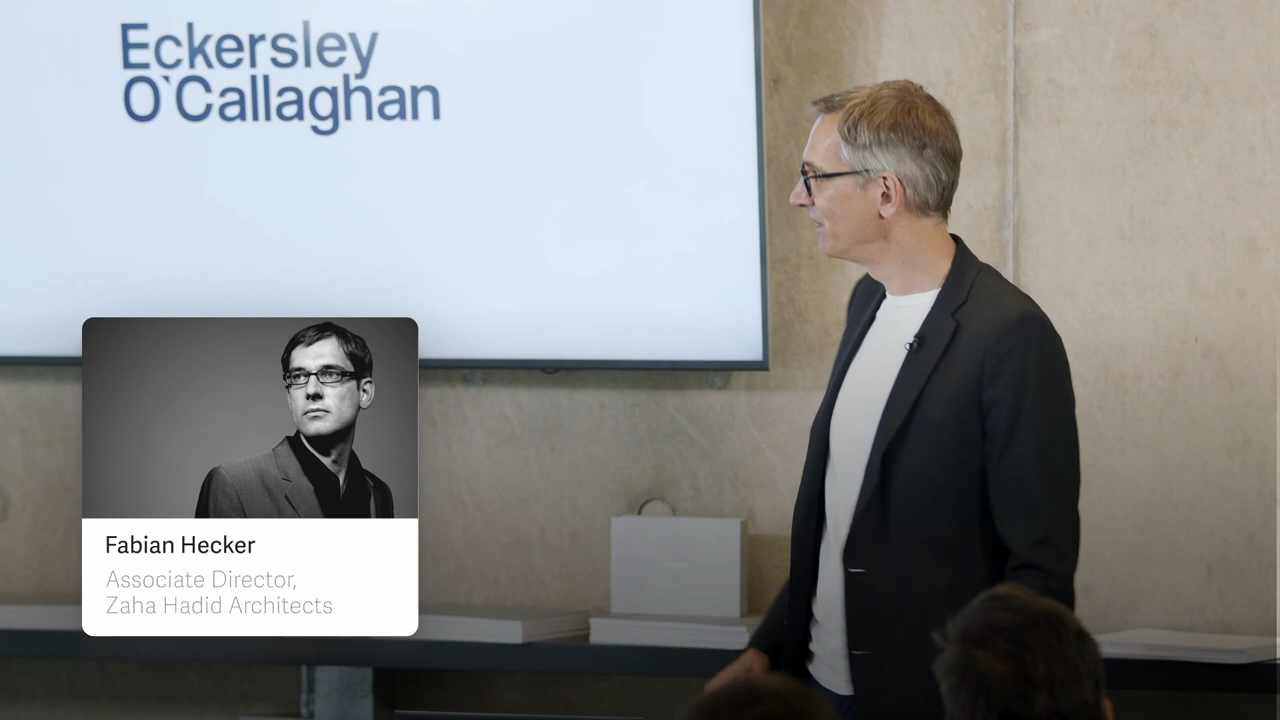 Eckersley
O`Callaghan
Fabian Hecker
Associate Director,
Zaha Hadid Architects